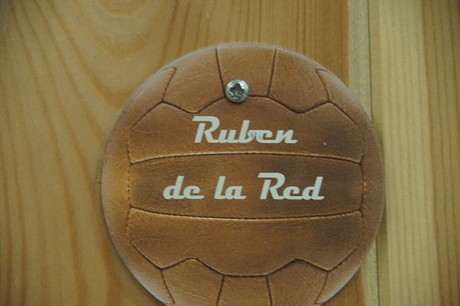 Ruben
de la Red